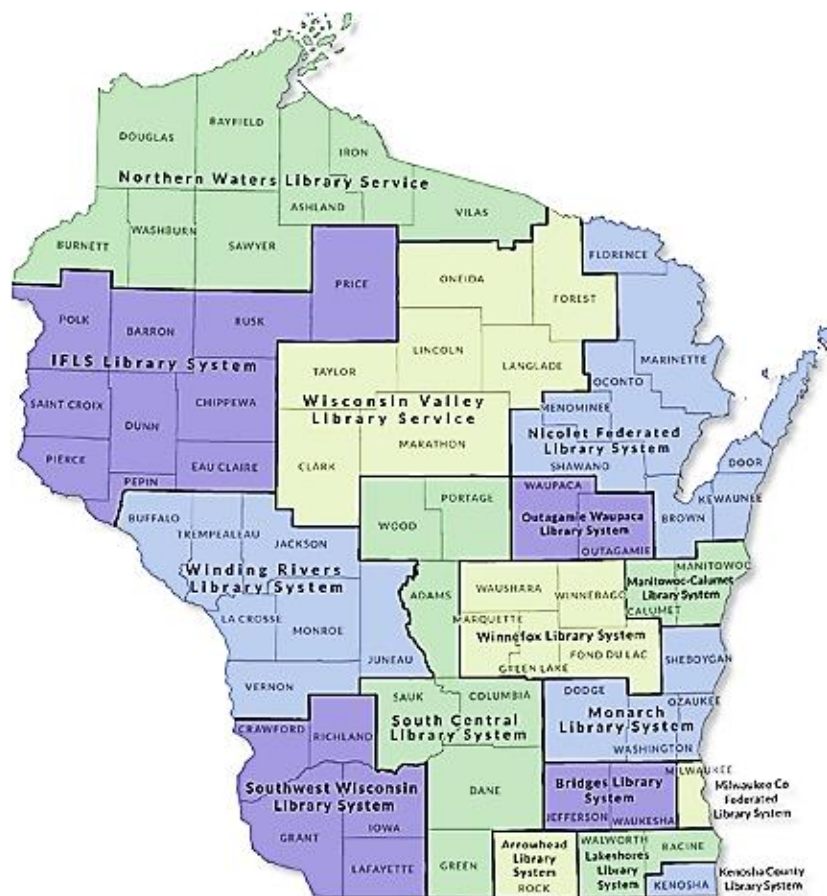 DOUGLAS
BAYFIELD
IRON
Northern Waters Library Service
ASHLAND
VILAS
BURNETT
WASHBURN
SAWYER
PRICE
ONEIDA
FLORENCE
FOREST
POLK
BARRON
RUSK
IFLS Library System
TAYLOR
LINCOLN
LANGLADE
MARINETTE
OCONTO
SAINT CROIX
DUNN
CHIPPEWA
Wisconsin Valley
Library Service
MENOMINEE
Nicolet Federated
Library System
PIERCE
PEPIN
EAU CLAIRE
CLARK
MARATHON
SHAWANO
DOOR
KEWAUNEE
BROWN
BUFFALO
TREMPEALEAU
JACKSON
WOOD
PORTAGE
WAUPACA
Outagamie Waupaca
Library System
OUTAGAMIE
Winding Rivers
Library System
ADAMS
WAUSHARA
WINNEBAGO
MANITOWOC
Manitowoc-Calumet
Library System
CALUMET
LA CROSSE
MONROE
JUNEAU
MARQUETTE
Winnefox Library System
GREEN LAKE
FOND DU LAC
SHEBOYGAN
VERNON
SAUK
COLUMBIA
South Central
Library System
DODGE
OZAUKEE
Monarch
Library System
WASHINGTON
CRAWFORD
RICHLAND
Southwest Wisconsin
Library System
DANE
Bridges Library
System
JEFFERSON
WAUKESHA
MILWAUKEE
Milwaukee Co
Federated
Library System
GRANT
IOWA
LAFAYETTE
GREEN
Arrowhead
Library
System
ROCK
WALWORTH
Lakeshores
Library
System
RACINE
KENOSHA
Kenosha County
Library System